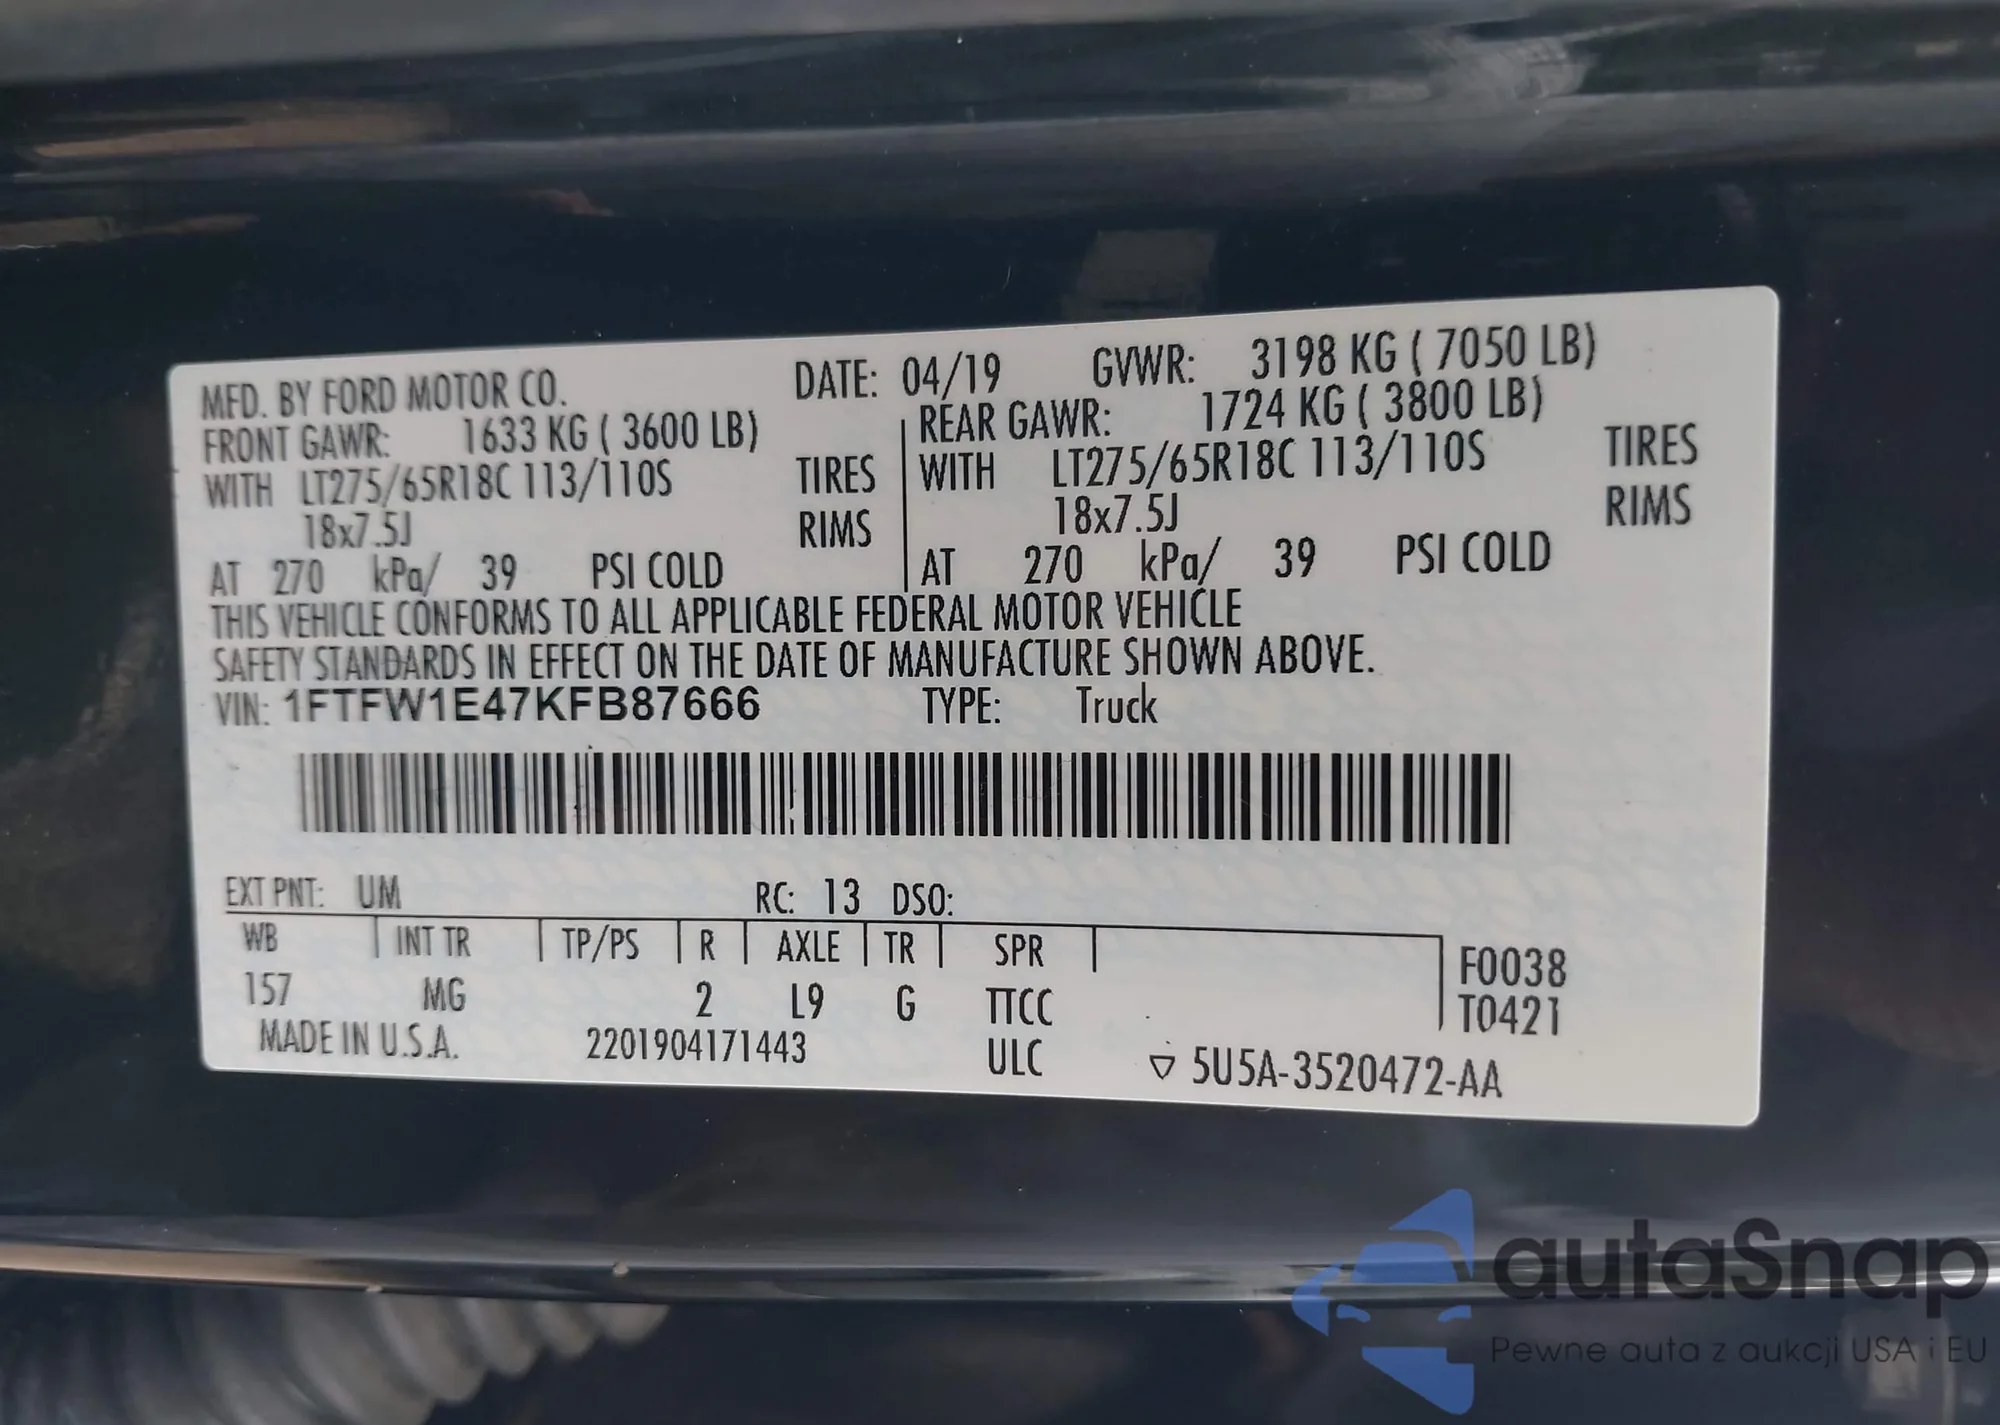 MFD. BY FORD MOTOR CO. DATE: 04/19 GVWR: 3198 KG ( 7050 LB)
FRONT GAWR: 1633 KG ( 3600 LB) REAR GAWR: 1724 KG ( 3800 LB)
WITH LT275/65R18C 113/110S TIRES WITH LT275/65R18C 113/110S TIRES
18x7.5J RIMS 18x7.5J RIMS
AT 270 kPa/ 39 PSI COLD AT 270 kPa/ 39 PSI COLD
THIS VEHICLE CONFORMS TO ALL APPLICABLE FEDERAL MOTOR VEHICLE
SAFETY STANDARDS IN EFFECT ON THE DATE OF MANUFACTURE SHOWN ABOVE.
VIN: 1FTFW1E47KFB87666 TYPE: Truck
EXT PNT: UM RC: 13 DSO:
WB INT TR TP/PS R AXLE TR SPR F0038
157 MG 2 L9 G TTCC T0421
MADE IN U.S.A. 2201904171443 ULC ▽ 5U5A-3520472-AA
autaSnap
Pewne auta z aukcji USA i EU